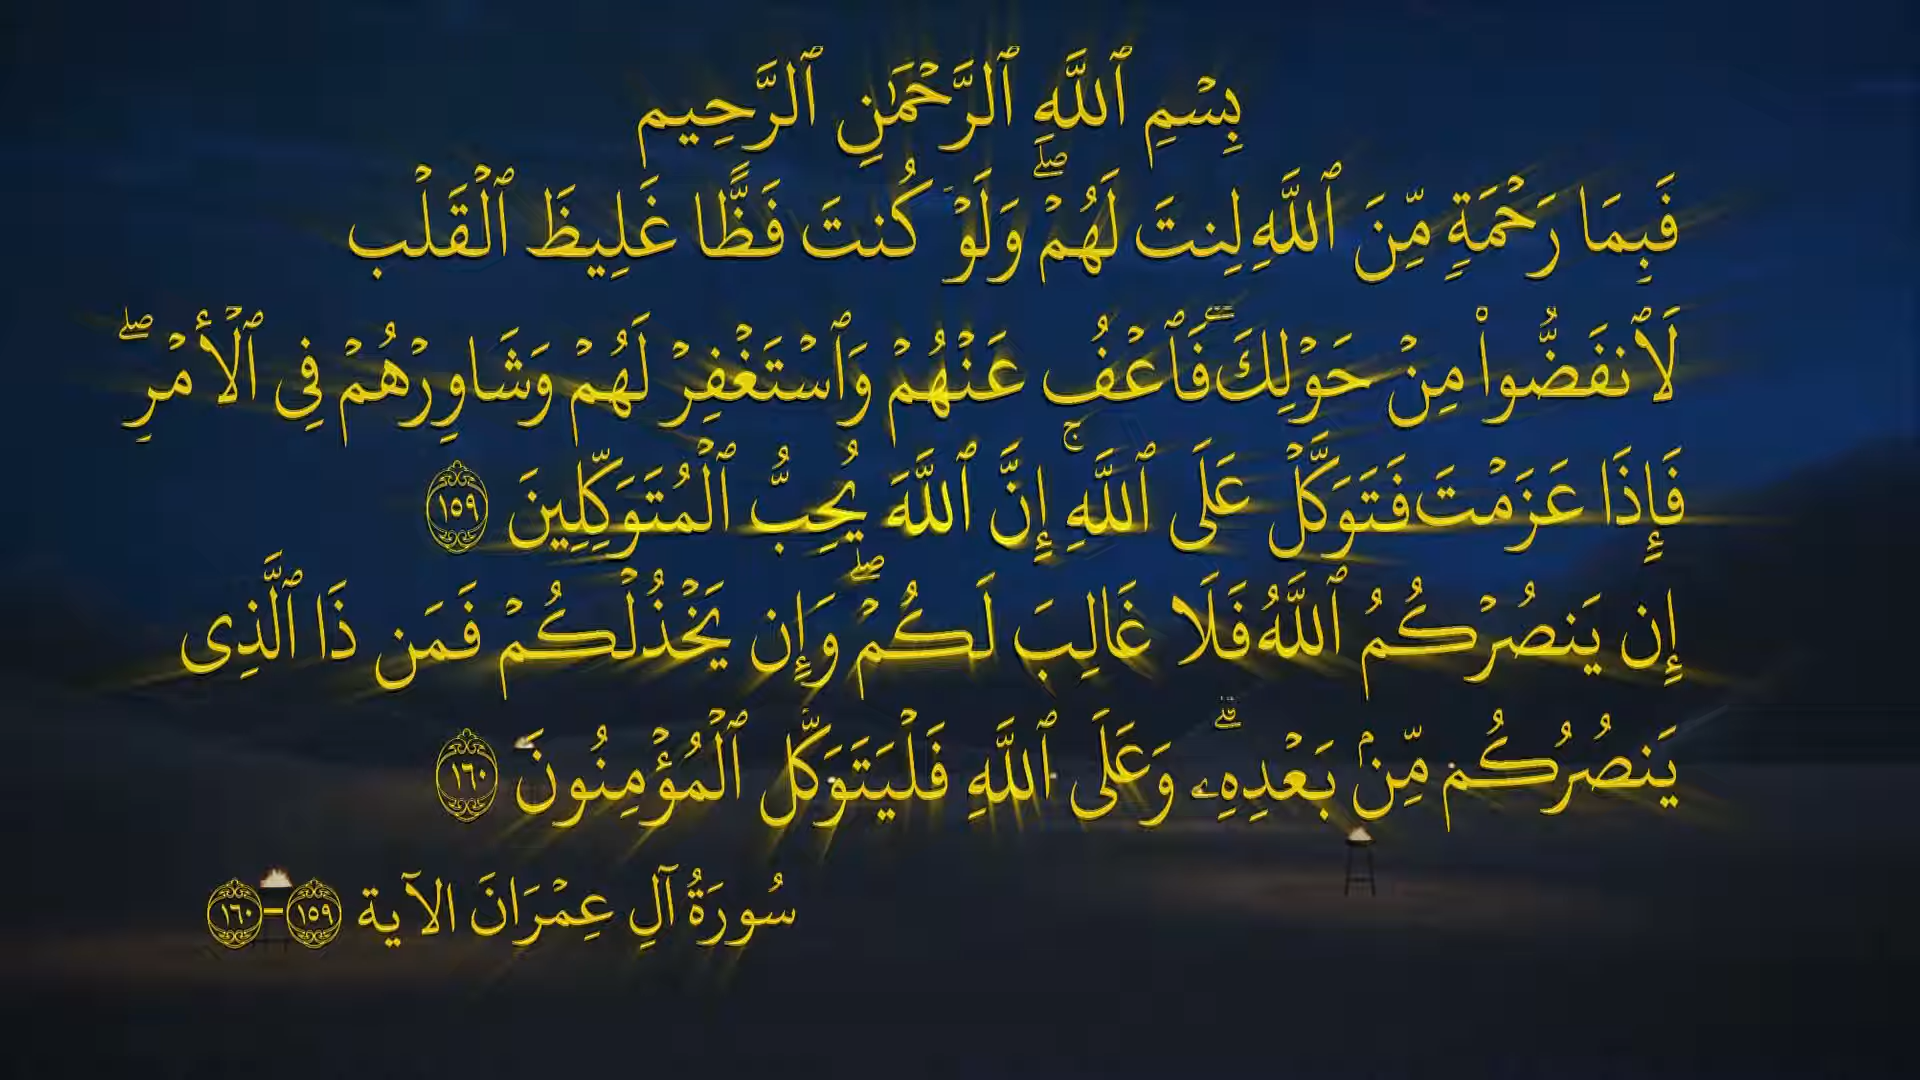 بِسْمِ ٱللَّهِ ٱلرَّحْمَٰنِ ٱلرَّحِيم
فَبِمَا رَحْمَةٍ مِّنَ ٱللَّهِ لِنتَ لَهُمْ ۖ وَلَوْ كُنتَ فَظًّا غَلِيظَ ٱلْقَلْب
لَٱنفَضُّوا۟ مِنْ حَوْلِكَ ۖ فَٱعْفُ عَنْهُمْ وَٱسْتَغْفِرْ لَهُمْ وَشَاوِرْهُمْ فِى ٱلْأَمْرِ ۖ
فَإِذَا عَزَمْتَ فَتَوَكَّلْ عَلَى ٱللَّهِ ۚ إِنَّ ٱللَّهَ يُحِبُّ ٱلْمُتَوَكِّلِينَ ١٥٩
إِن يَنصُرْكُمُ ٱللَّهُ فَلَا غَالِبَ لَكُمْ ۖ وَإِن يَخْذُلْكُمْ فَمَن ذَا ٱلَّذِى
يَنصُرُكُم مِّنۢ بَعْدِهِۦ ۗ وَعَلَى ٱللَّهِ فَلْيَتَوَكَّلِ ٱلْمُؤْمِنُونَ ١٦٠
سُورَةُ آلِ عِمْرَانَ الآية ١٥٩-١٦٠